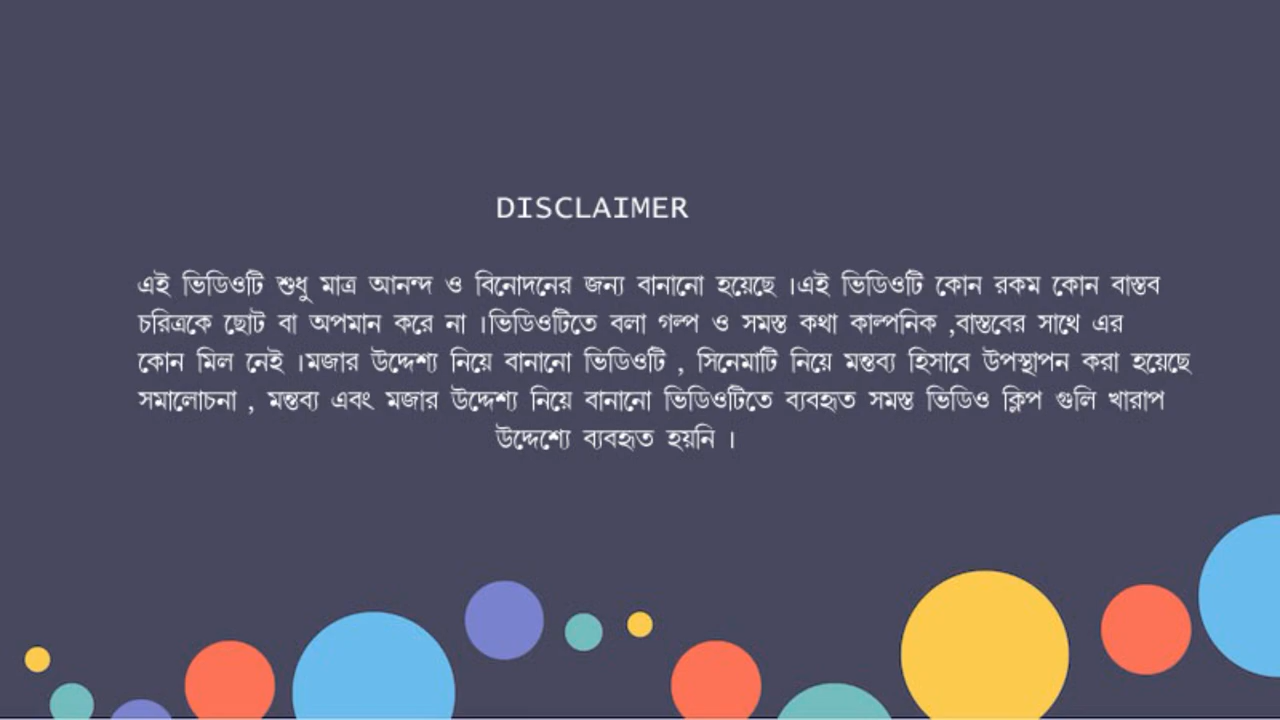 DISCLAIMER
এই ভিডিওটি শুধু মাত্র আনন্দ ও বিনোদনের জন্য বানানো হয়েছে ।এই ভিডিওটি কোন রকম কোন বাস্তব
চরিত্রকে ছোট বা অপমান করে না ।ভিডিওটিতে বলা গল্প ও সমস্ত কথা কাল্পনিক ,বাস্তবের সাথে এর
কোন মিল নেই ।মজার উদ্দেশ্য নিয়ে বানানো ভিডিওটি , সিনেমাটি নিয়ে মন্তব্য হিসাবে উপস্থাপন করা হয়েছে
সমালোচনা , মন্তব্য এবং মজার উদ্দেশ্য নিয়ে বানানো ভিডিওটিতে ব্যবহৃত সমস্ত ভিডিও ক্লিপ গুলি খারাপ
উদ্দেশ্যে ব্যবহৃত হয়নি ।